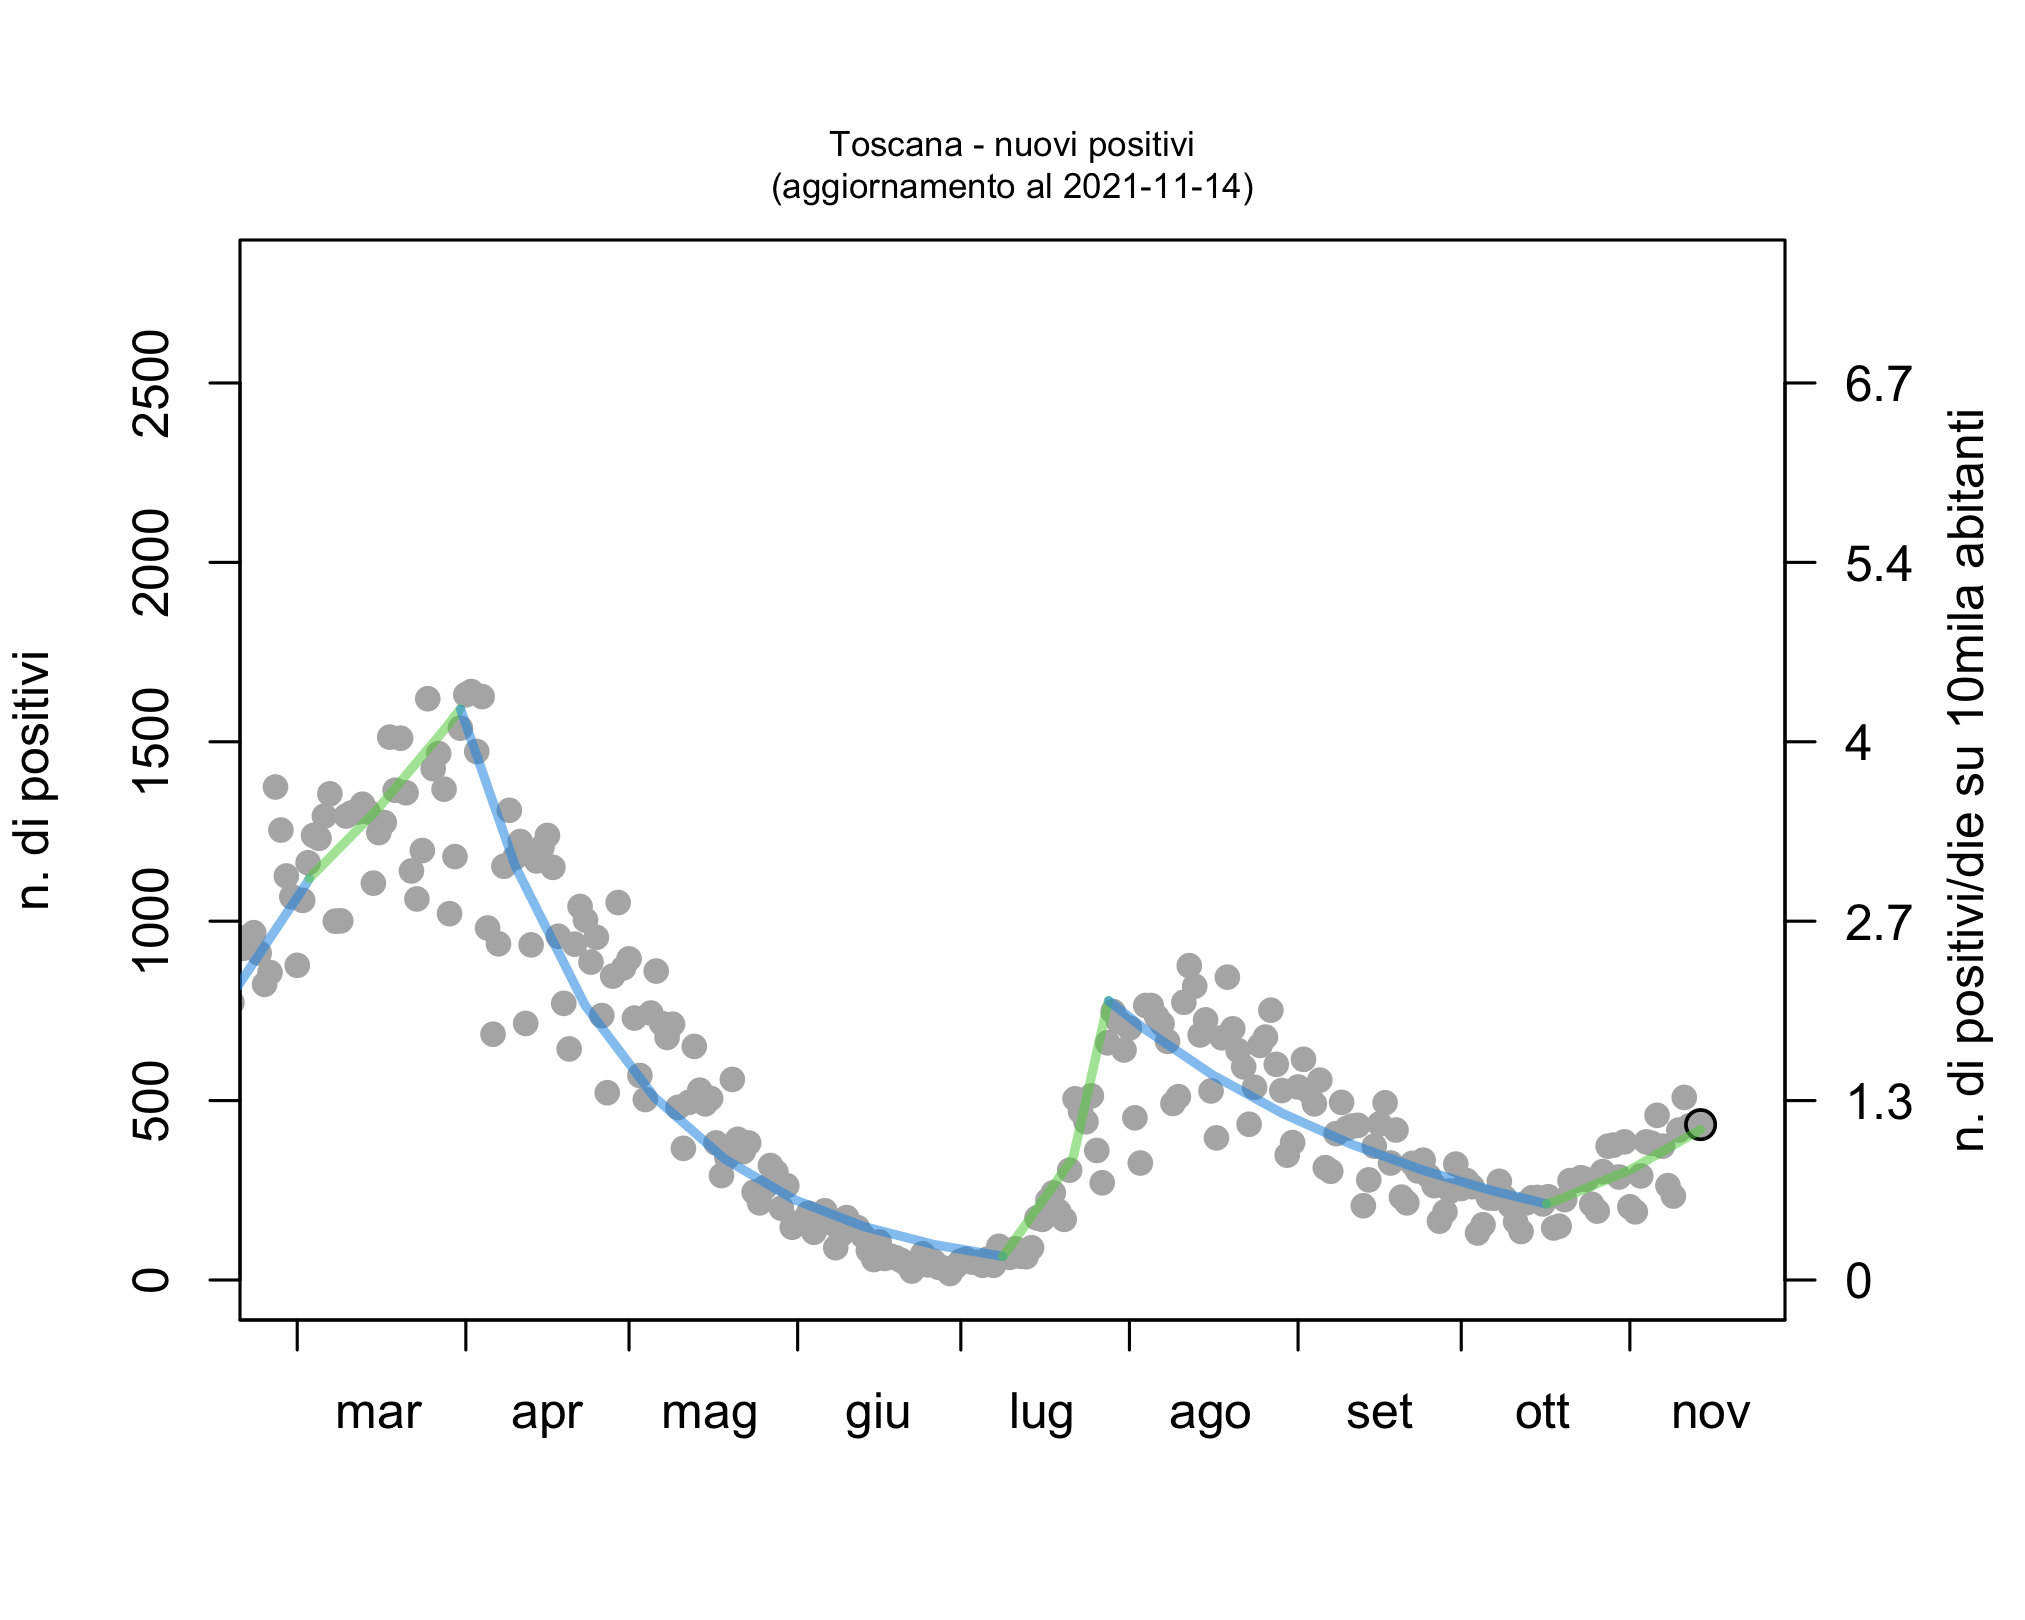 Toscana - nuovi positivi
(aggiornamento al 2021-11-14)
n. di positivi
2500
2000
1500
1000
500
0
6.7
5.4
4
2.7
1.3
0
n. di positivi/die su 10mila abitanti
mar apr mag giu lug ago set ott nov